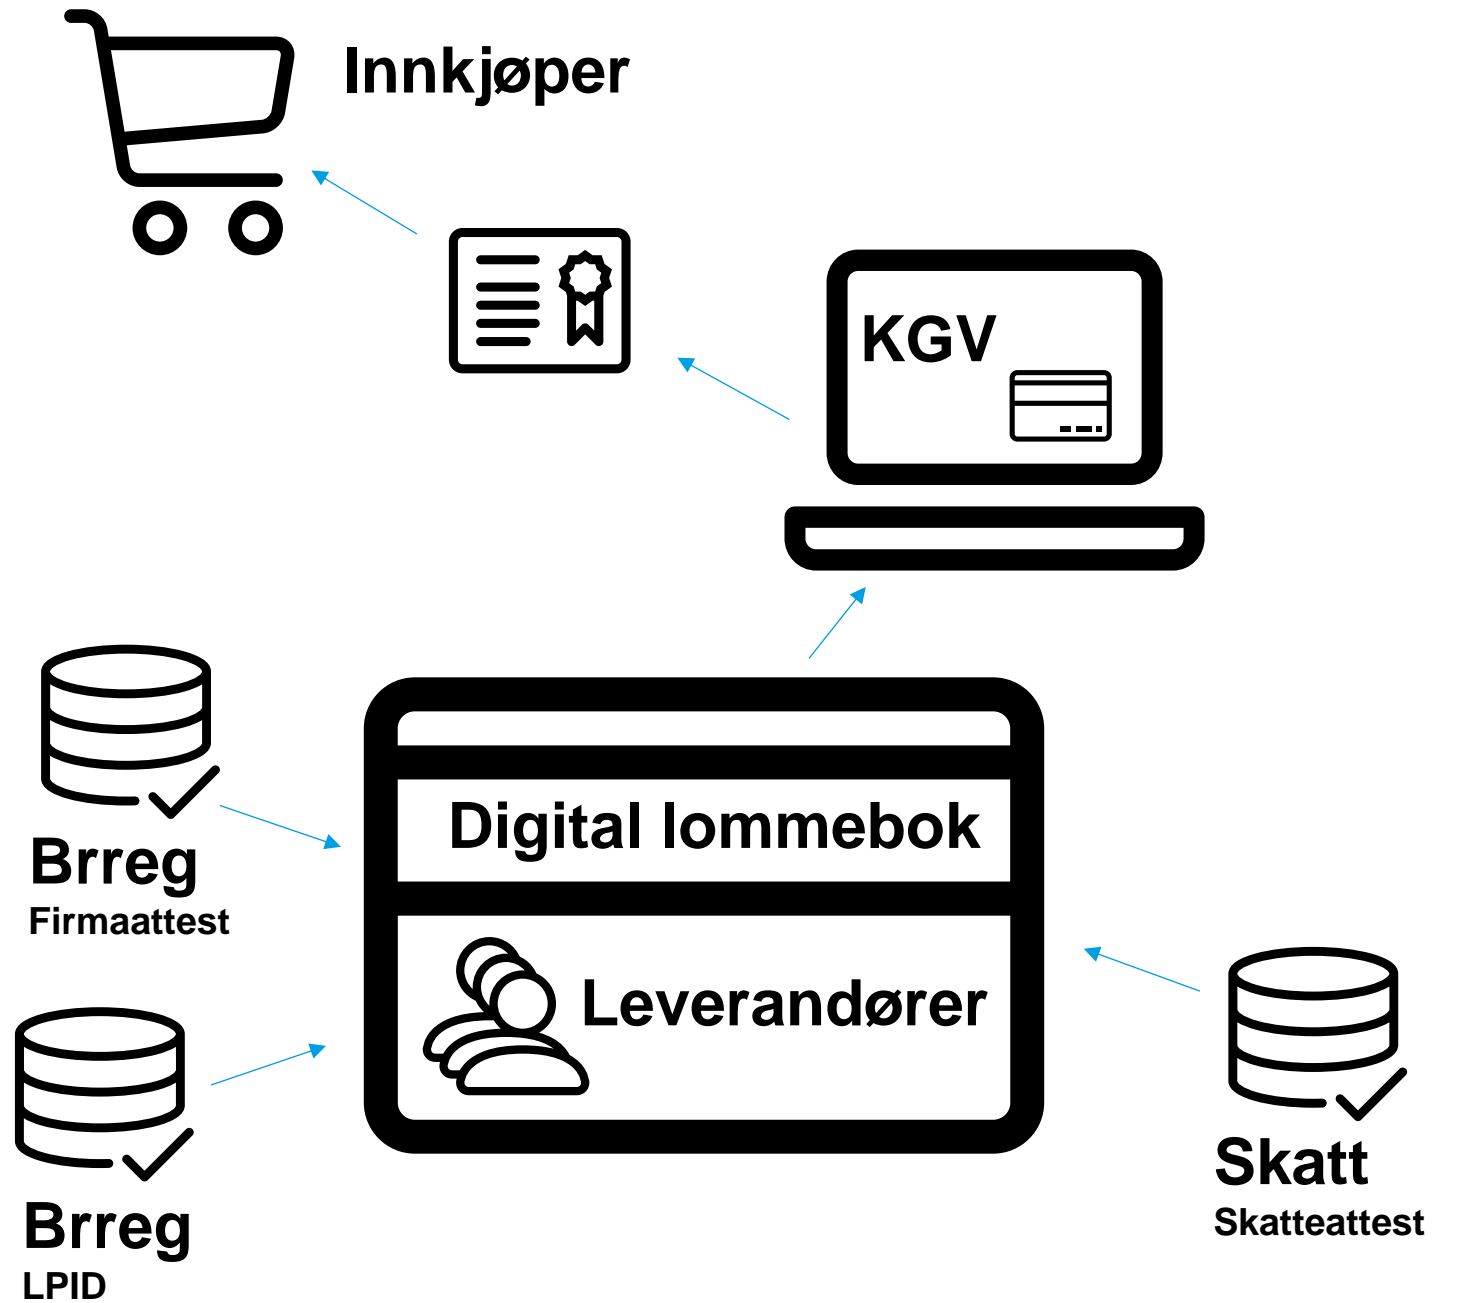 Innkjøper
KGV
Digital lommebok
Brreg
Firmaattest
Leverandører
Brreg
LPID
Skatt
Skatteattest